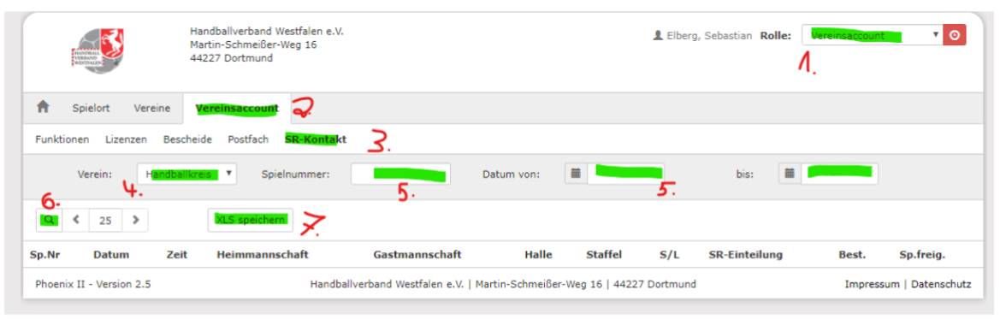 Handballverband Westfalen e.V.
Martin-Schmeißer-Weg 16
44227 Dortmund
HANDBALL
VERBAND
WESTFALEN
Elberg, Sebastian Rolle: Vereinsaccount
1.
Spielort Vereine Vereinsaccount 2.
Funktionen Lizenzen Bescheide Postfach SR-Kontakt 3.
Verein: Handballkreis Spielnummer: Datum von: bis:
4. 5. 5.
6.
25 XLS speichern 7.
Sp.Nr Datum Zeit Heimmannschaft Gastmannschaft Halle Staffel S/L SR-Einteilung Best. Sp.freig.
Phoenix II - Version 2.5 Handballverband Westfalen e.V. | Martin-Schmeißer-Weg 16 | 44227 Dortmund Impressum | Datenschutz